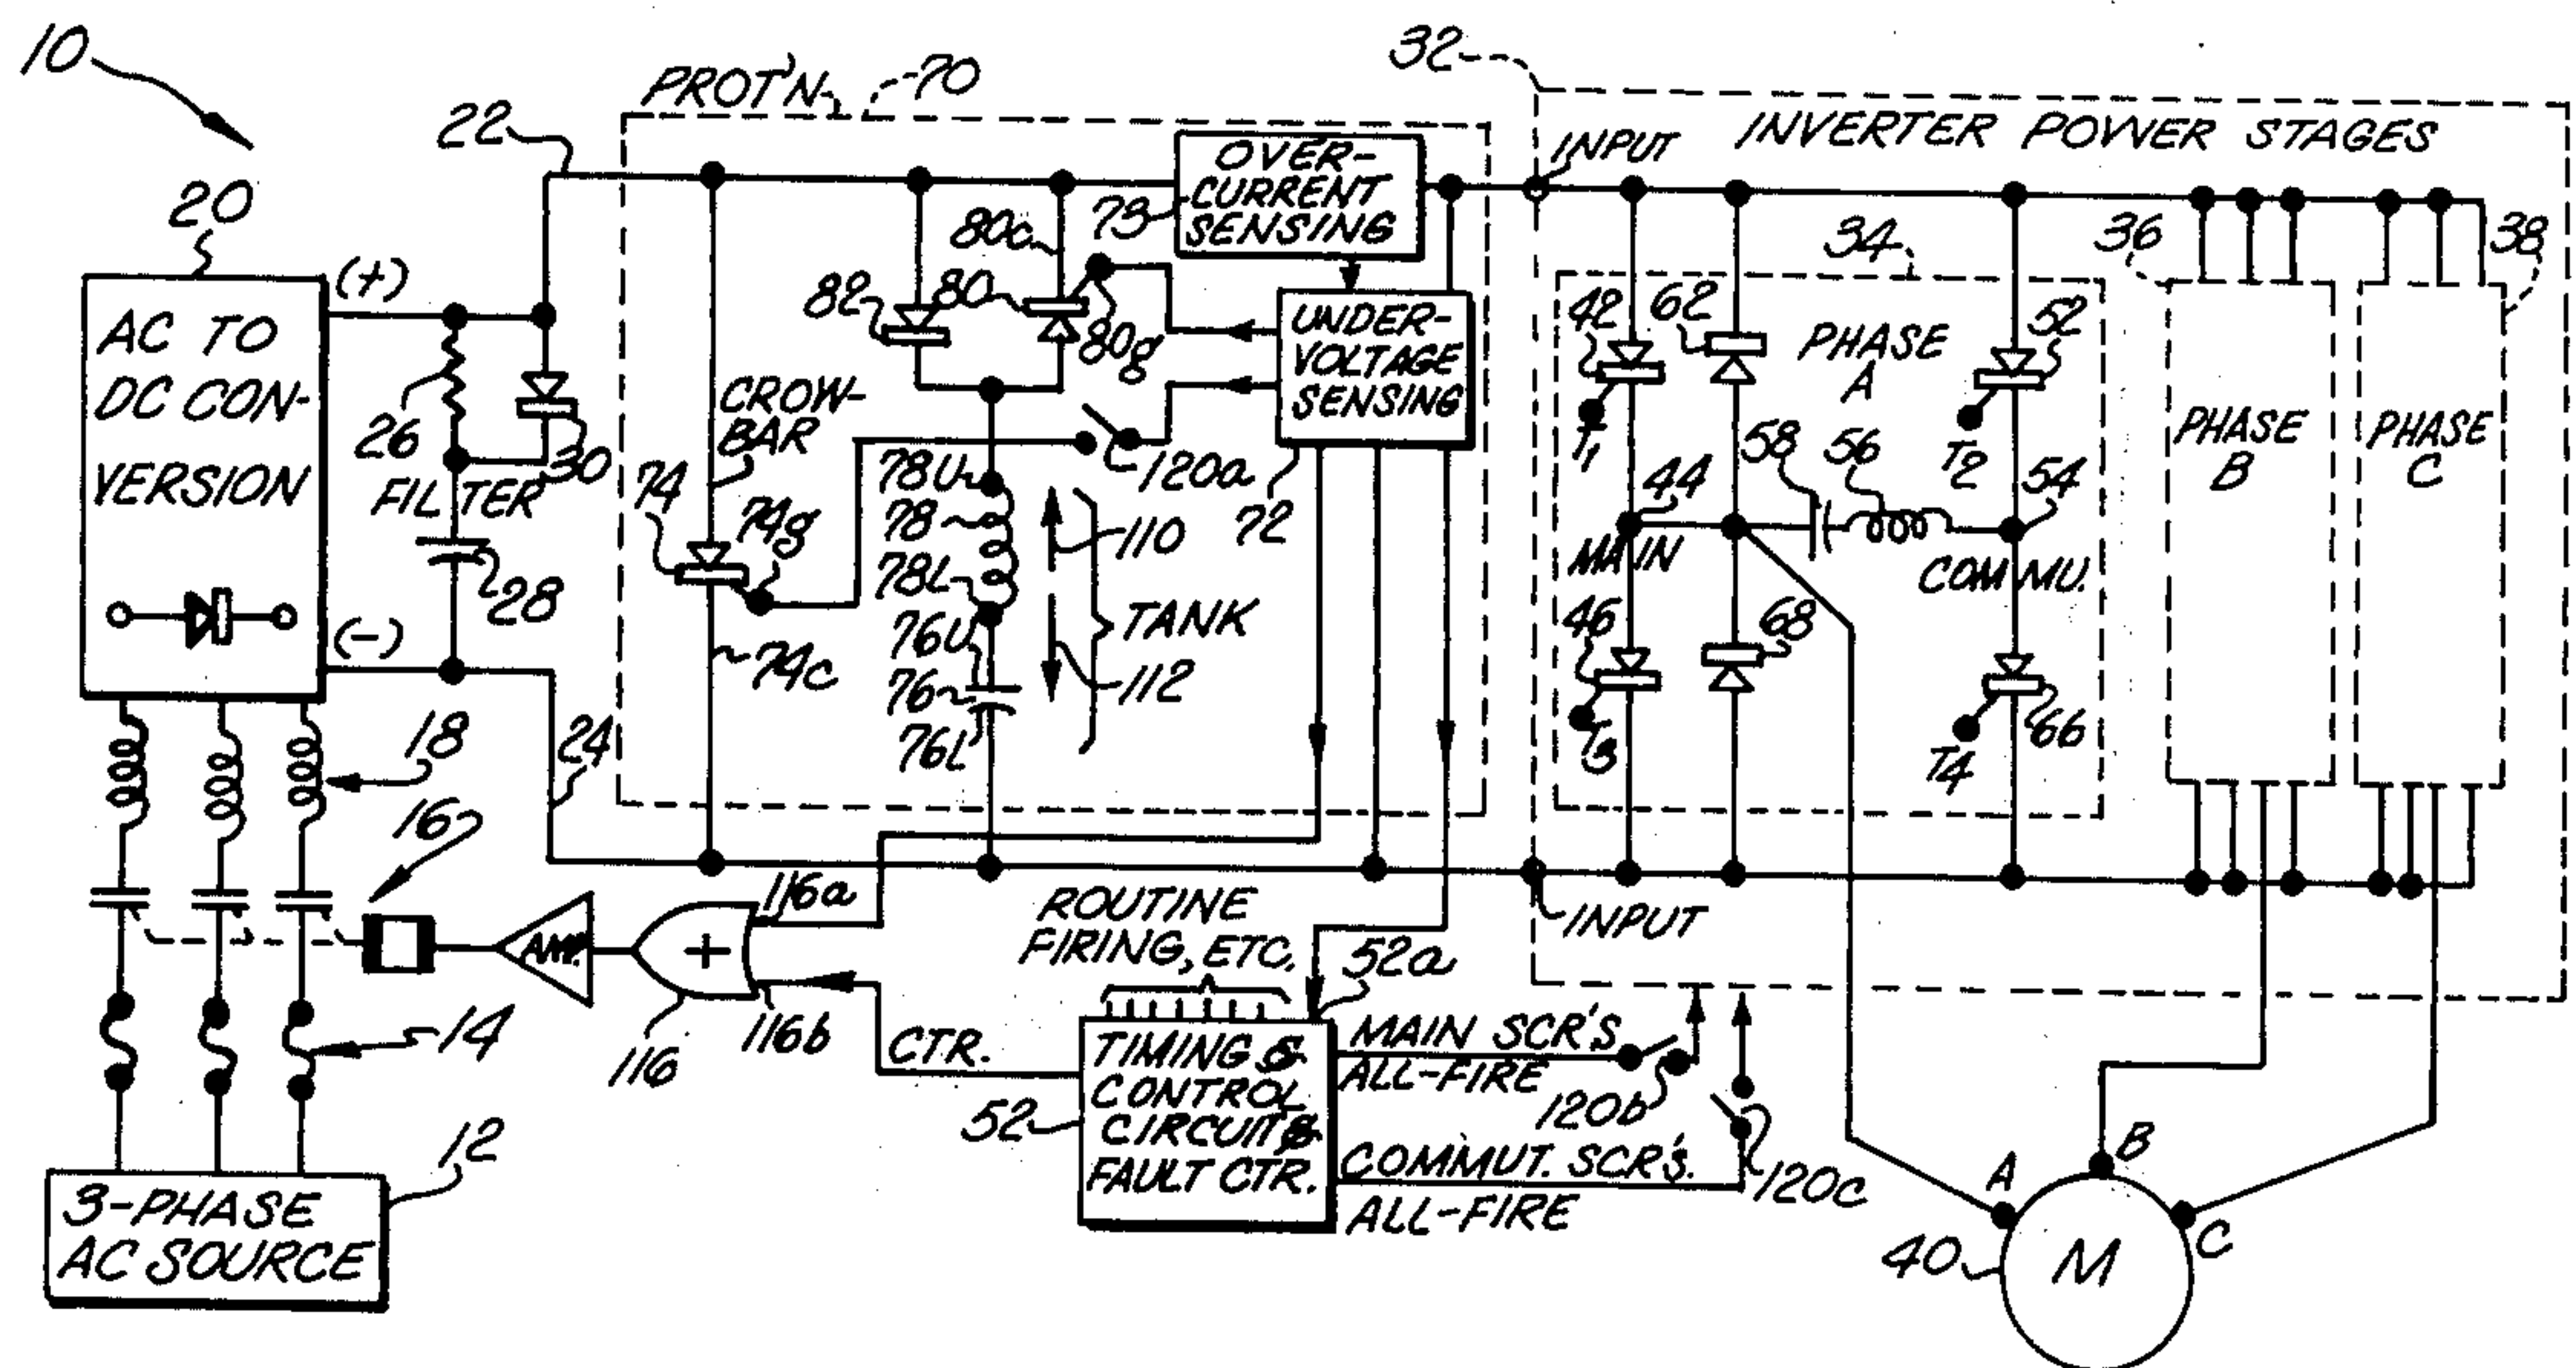 10
20
AC TO
DC CON-
VERSION
(+)
(-)
22
26
30
FILTER
28
24
18
16
14
12
3-PHASE
AC SOURCE
PROT'N
70
OVER-
CURRENT
SENSING
73
80c
80
80g
82
UNDER-
VOLTAGE
SENSING
72
CROW-
BAR
74
74g
74c
120a
78U
78
78L
76U
76
76L
110
112
TANK
32
INPUT
INVERTER POWER STAGES
34
36
38
42
62
PHASE
A
52
T1
T2
44
58
56
54
MAIN
COMMU.
46
68
66
T3
T4
PHASE
B
PHASE
C
INPUT
AMP.
+
116a
116b
116
CTR.
ROUTINE
FIRING, ETC.
52a
52
TIMING &
CONTROL
CIRCUIT &
FAULT CTR.
MAIN SCR'S
ALL-FIRE
120b
COMMUT. SCR'S.
ALL-FIRE
120c
A
B
C
40
M